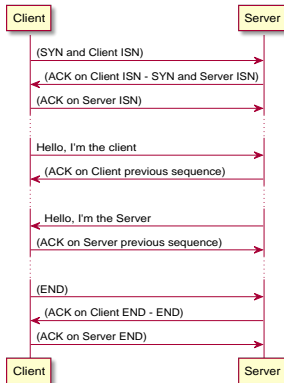 Client Server
(SYN and Client ISN)
(ACK on Client ISN - SYN and Server ISN)
(ACK on Server ISN)
Hello, I'm the client
(ACK on Client previous sequence)
Hello, I'm the Server
(ACK on Server previous sequence)
(END)
(ACK on Client END - END)
(ACK on Server END)
Client Server